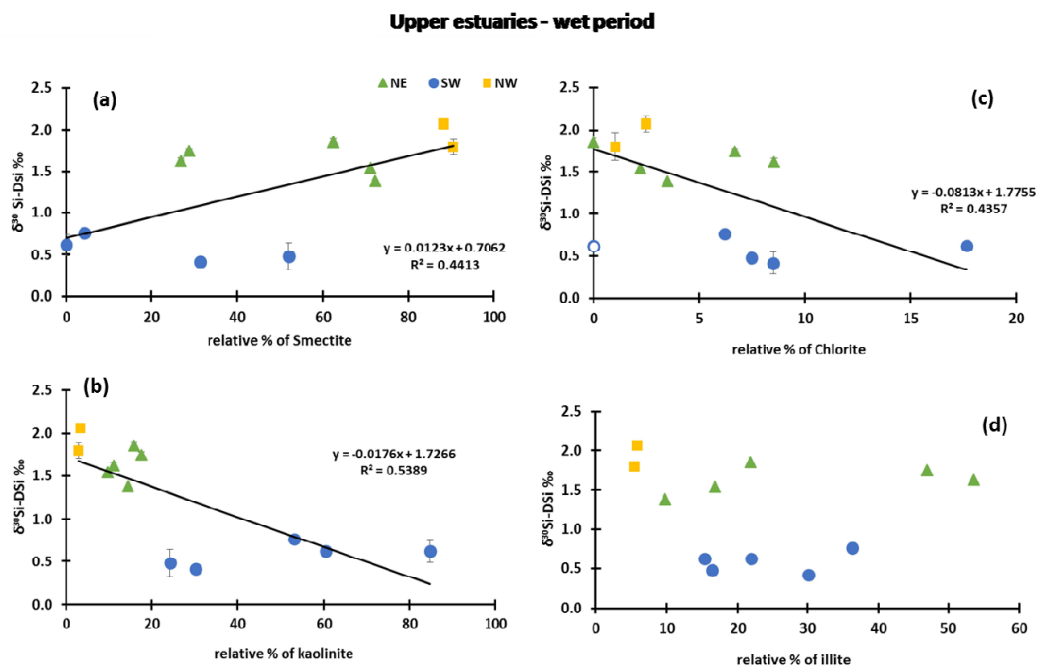 Upper estuaries - wet period
NE SW NW
(a)
2.5
2.0
1.5
1.0
0.5
0.0
δ³⁰ Si-Dsi ‰
y = 0.0123x + 0.7062
R² = 0.4413
0 20 40 60 80 100
relative % of Smectite
(c)
2.5
2.0
1.5
1.0
0.5
0.0
δ³⁰Si-DSi ‰
y = -0.0813x + 1.7755
R² = 0.4357
0 5 10 15 20
relative % of Chlorite
(b)
2.5
2.0
1.5
1.0
0.5
0.0
δ³⁰Si-DSi ‰
y = -0.0176x + 1.7266
R² = 0.5389
0 20 40 60 80 100
relative % of kaolinite
(d)
2.5
2.0
1.5
1.0
0.5
0.0
δ³⁰Si-DSi ‰
0 10 20 30 40 50 60
relative % of illite